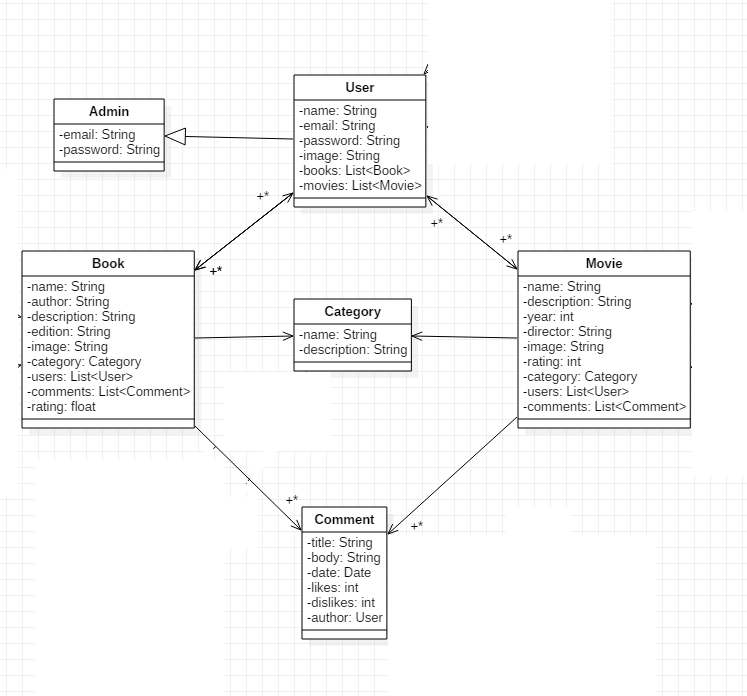 User
-name: String
-email: String
-password: String
-image: String
-books: List<Book>
-movies: List<Movie>
Admin
-email: String
-password: String
+*
+*
+*
+*
Book
-name: String
-author: String
-description: String
-edition: String
-image: String
-category: Category
-users: List<User>
-comments: List<Comment>
-rating: float
Category
-name: String
-description: String
Movie
-name: String
-description: String
-year: int
-director: String
-image: String
-rating: int
-category: Category
-users: List<User>
-comments: List<Comment>
+*
+*
Comment
-title: String
-body: String
-date: Date
-likes: int
-dislikes: int
-author: User